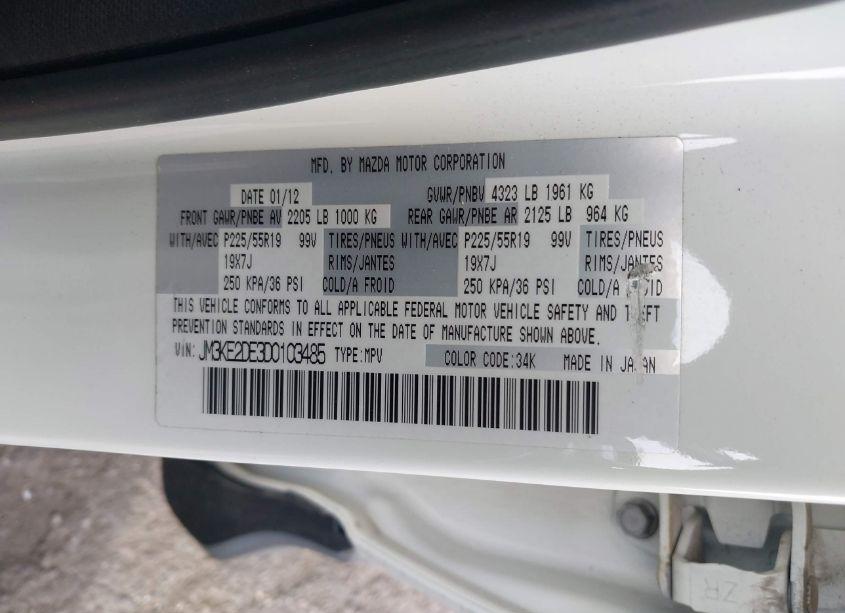 MFD. BY MAZDA MOTOR CORPORATION
DATE 01/12 GVWR/PNBV 4323 LB 1961 KG
FRONT GAWR/PNBE AV 2205 LB 1000 KG REAR GAWR/PNBE AR 2125 LB 964 KG
WITH/AVEC P225/55R19 99V TIRES/PNEUS WITH/AVEC P225/55R19 99V TIRES/PNEUS
19X7J RIMS/JANTES 19X7J RIMS/JANTES
250 KPA/36 PSI COLD/A FROID 250 KPA/36 PSI COLD/A FROID
THIS VEHICLE CONFORMS TO ALL APPLICABLE FEDERAL MOTOR VEHICLE SAFETY AND THEFT
PREVENTION STANDARDS IN EFFECT ON THE DATE OF MANUFACTURE SHOWN ABOVE.
VIN: JM3KE2DE3D0103485 TYPE:MPV COLOR CODE:34K MADE IN JAPAN
ZR